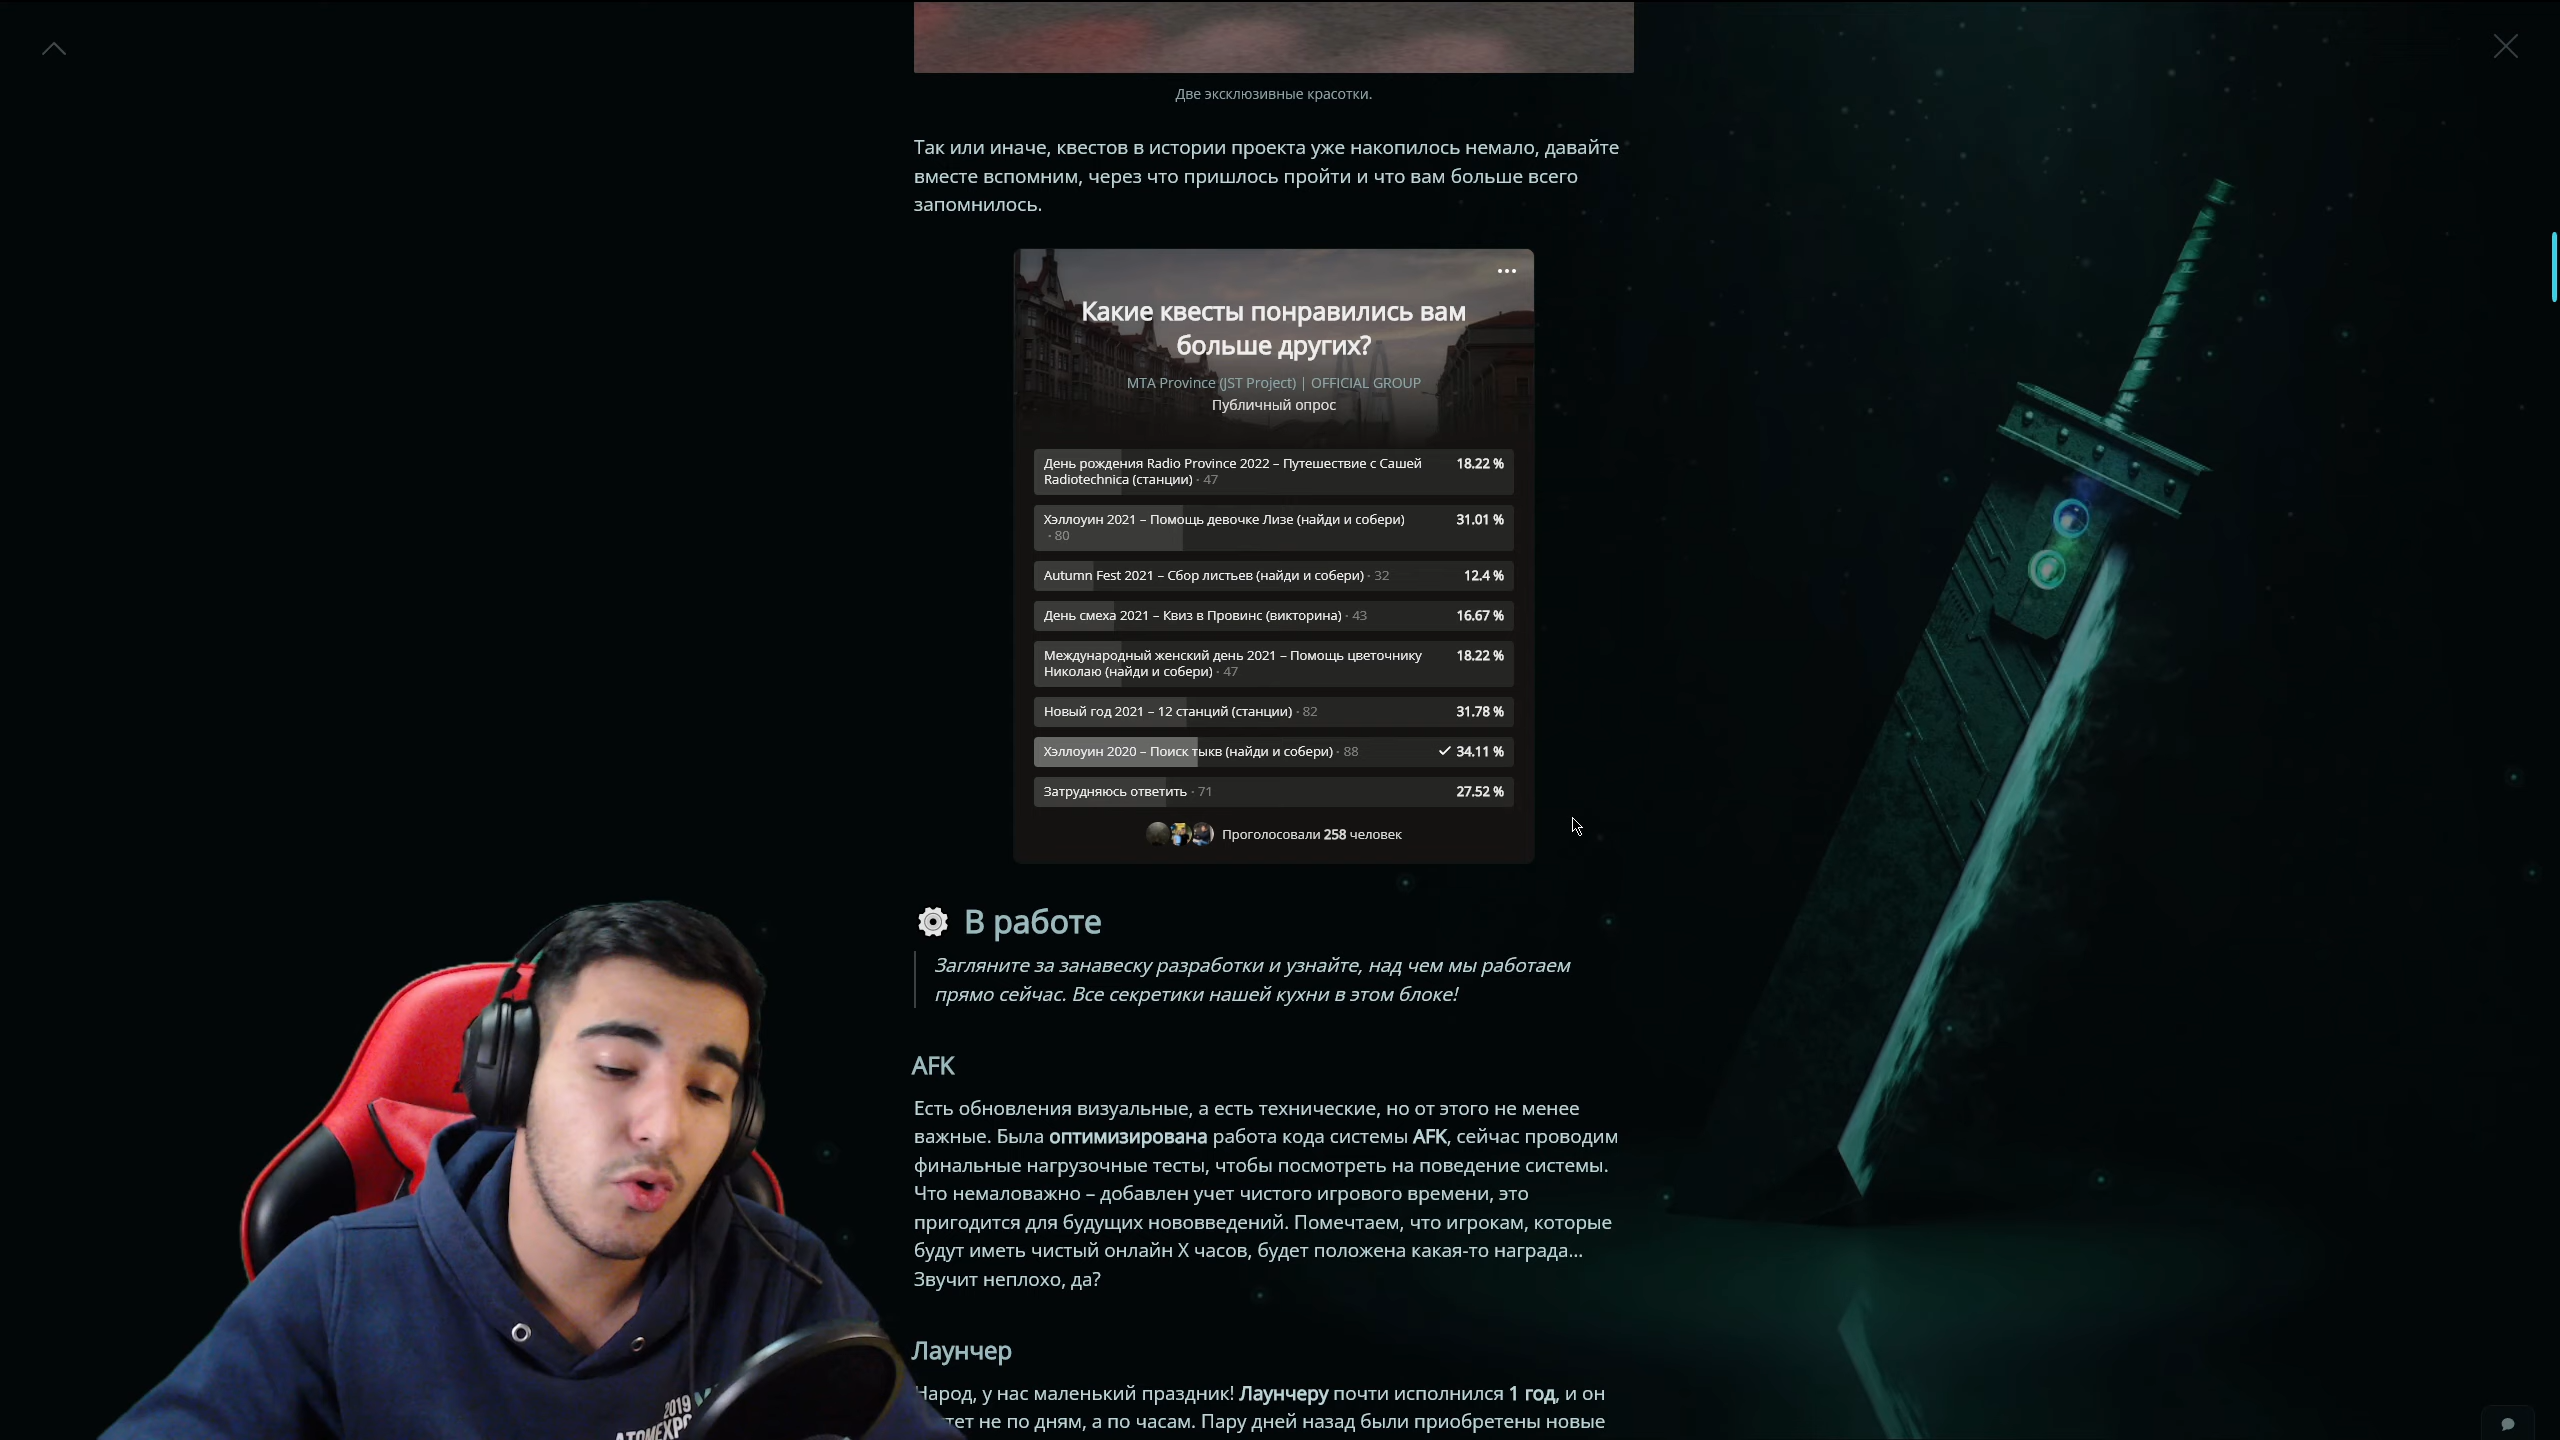 Две эксклюзивные красотки.
Так или иначе, квестов в истории проекта уже накопилось немало, давайте
вместе вспомним, через что пришлось пройти и что вам больше всего
запомнилось.
Какие квесты понравились вам
больше других?
MTA Province (JST Project) | OFFICIAL GROUP
Публичный опрос
День рождения Radio Province 2022 – Путешествие с Сашей 18.22 %
Radiotechnica (станции) · 47
Хэллоуин 2021 – Помощь девочке Лизе (найди и собери) 31.01 %
· 80
Autumn Fest 2021 – Сбор листьев (найди и собери) · 32 12.4 %
День смеха 2021 – Квиз в Провинс (викторина) · 43 16.67 %
Международный женский день 2021 – Помощь цветочнику 18.22 %
Николаю (найди и собери) · 47
Новый год 2021 – 12 станций (станции) · 82 31.78 %
Хэллоуин 2020 – Поиск тыкв (найди и собери) · 88 34.11 %
Затрудняюсь ответить · 71 27.52 %
Проголосовали 258 человек
В работе
Загляните за занавеску разработки и узнайте, над чем мы работаем
прямо сейчас. Все секретики нашей кухни в этом блоке!
AFK
Есть обновления визуальные, а есть технические, но от этого не менее
важные. Была оптимизирована работа кода системы AFK, сейчас проводим
финальные нагрузочные тесты, чтобы посмотреть на поведение системы.
Что немаловажно – добавлен учет чистого игрового времени, это
пригодится для будущих нововведений. Помечтаем, что игрокам, которые
будут иметь чистый онлайн X часов, будет положена какая-то награда...
Звучит неплохо, да?
Лаунчер
Народ, у нас маленький праздник! Лаунчеру почти исполнился 1 год, и он
не по дням, а по часам. Пару дней назад были приобретены новые
2019